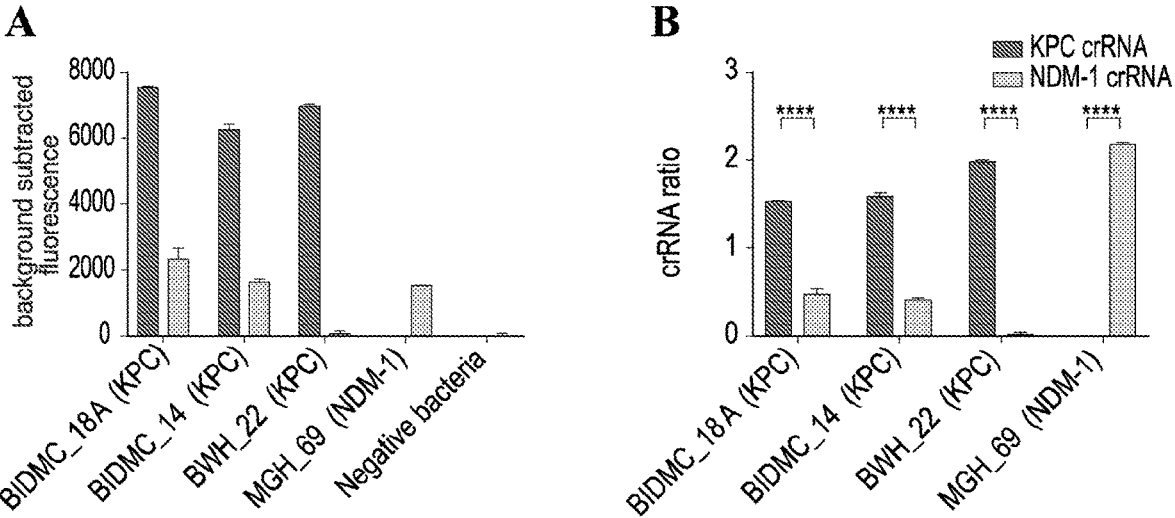 A
background subtracted
fluorescence
8000
6000
4000
2000
0
BIDMC_18A (KPC)
BIDMC_14 (KPC)
BWH_22 (KPC)
MGH_69 (NDM-1)
Negative bacteria
B
KPC crRNA
NDM-1 crRNA
crRNA ratio
3
2
1
0
**** **** **** ****
BIDMC_18A (KPC)
BIDMC_14 (KPC)
BWH_22 (KPC)
MGH_69 (NDM-1)